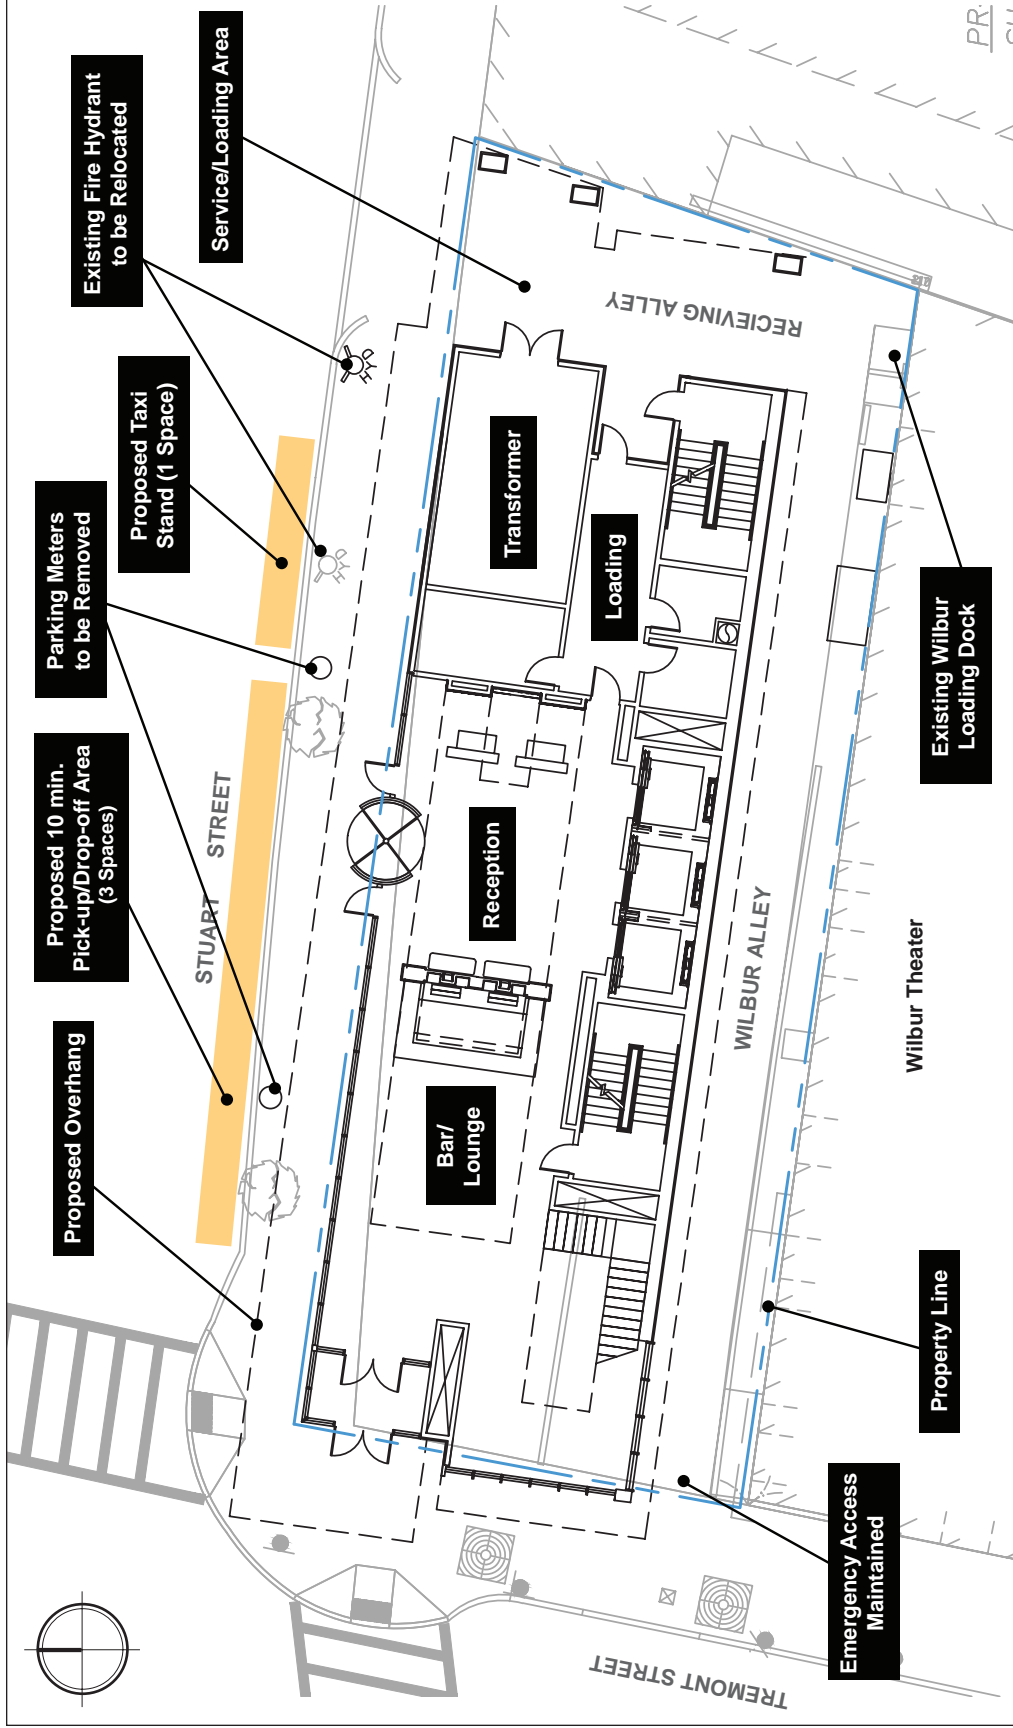 Proposed Overhang
Proposed 10 min.
Pick-up/Drop-off Area
(3 Spaces)
Parking Meters
to be Removed
Proposed Taxi
Stand (1 Space)
Existing Fire Hydrant
to be Relocated
Service/Loading Area
STUART STREET
HYD
HYD
Bar/
Lounge
Reception
Transformer
Loading
RECIEVING ALLEY
WILBUR ALLEY
Wilbur Theater
TREMONT STREET
Emergency Access
Maintained
Property Line
Existing Wilbur
Loading Dock